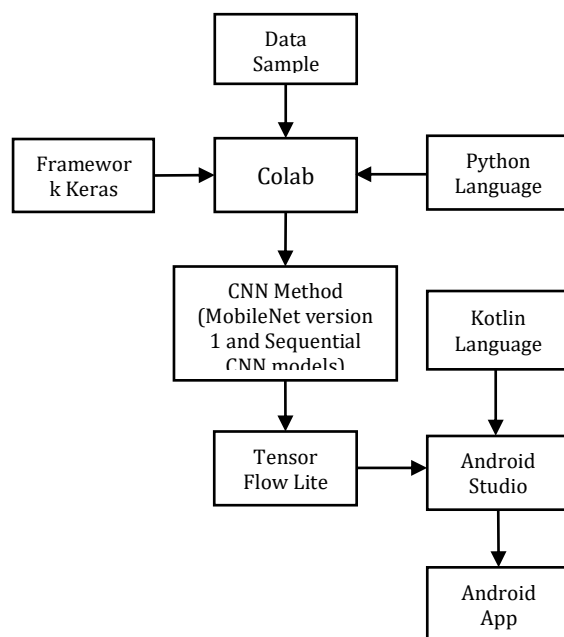 Data
Sample
Framewor
k Keras
Colab
Python
Language
CNN Method
(MobileNet version
1 and Sequential
CNN models)
Kotlin
Language
Tensor
Flow Lite
Android
Studio
Android
App